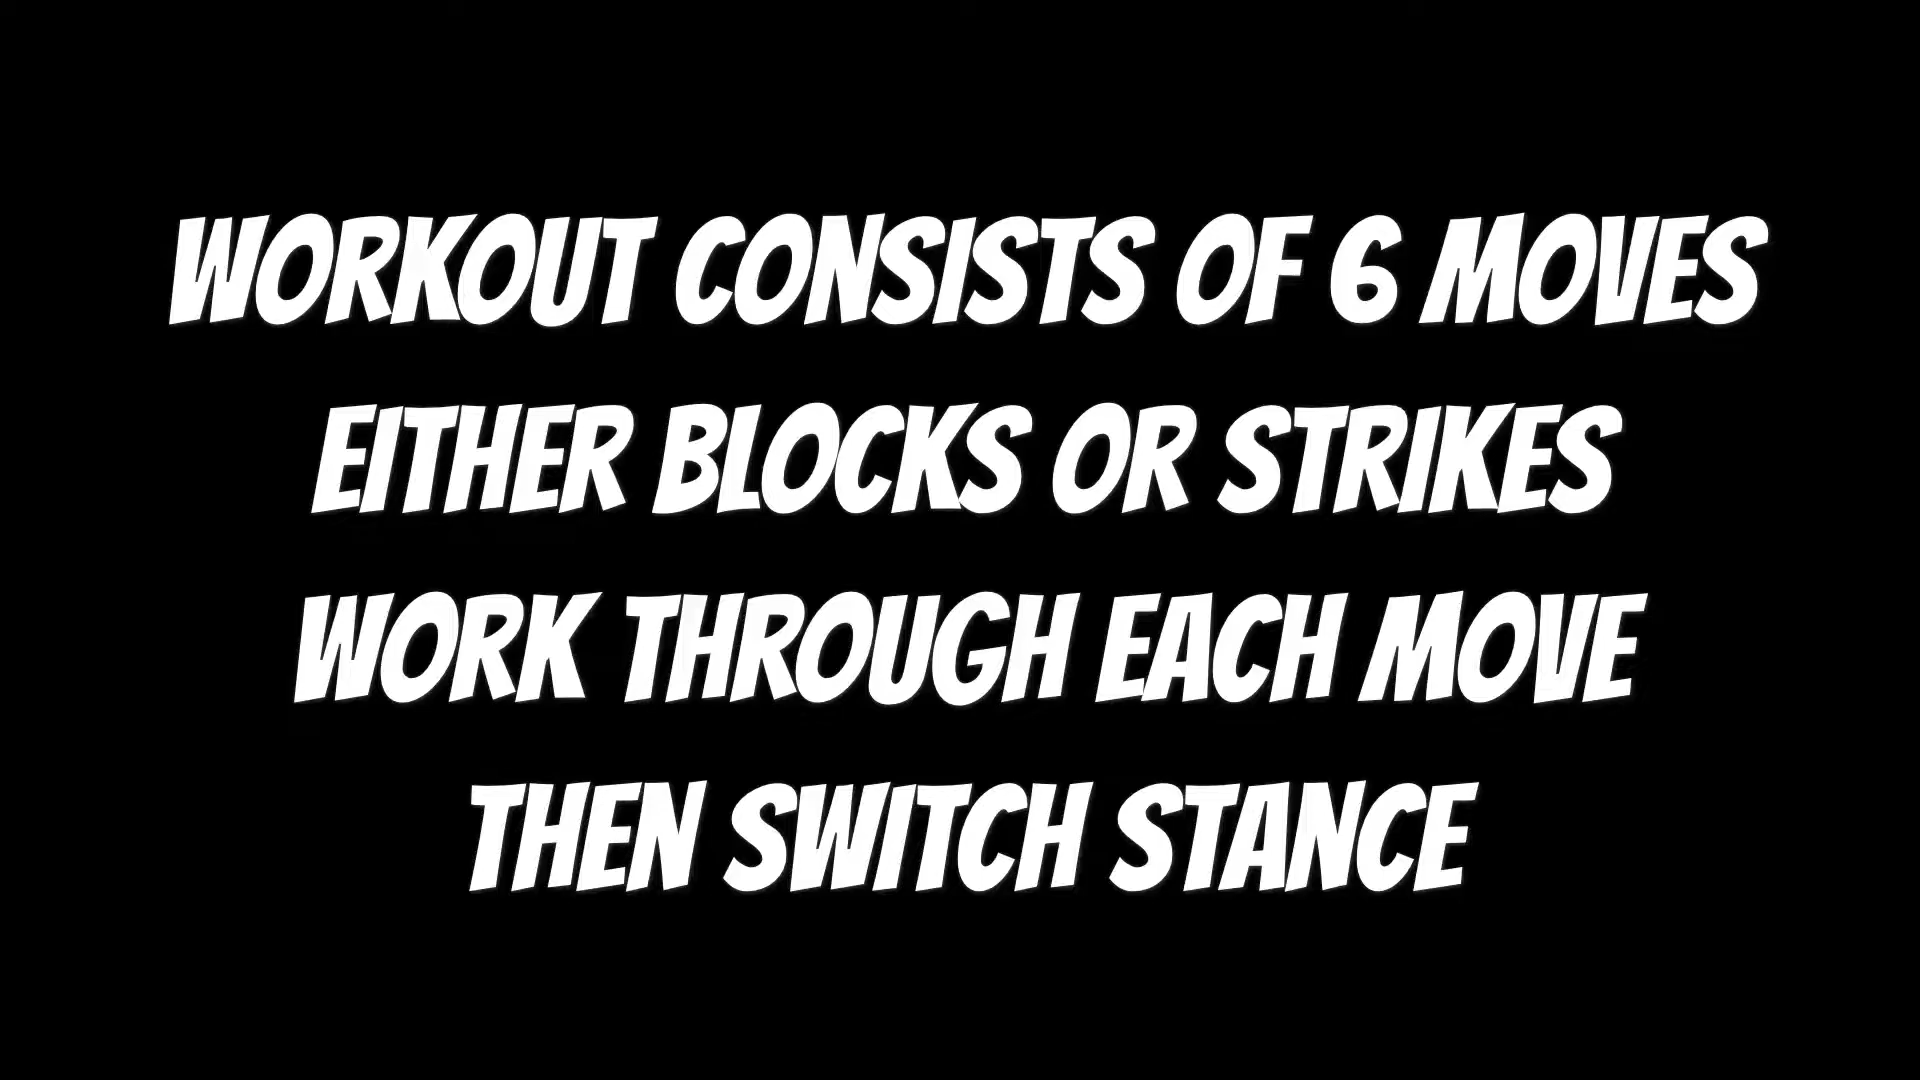 WORKOUT CONSISTS OF 6 MOVES
EITHER BLOCKS OR STRIKES
WORK THROUGH EACH MOVE
THEN SWITCH STANCE